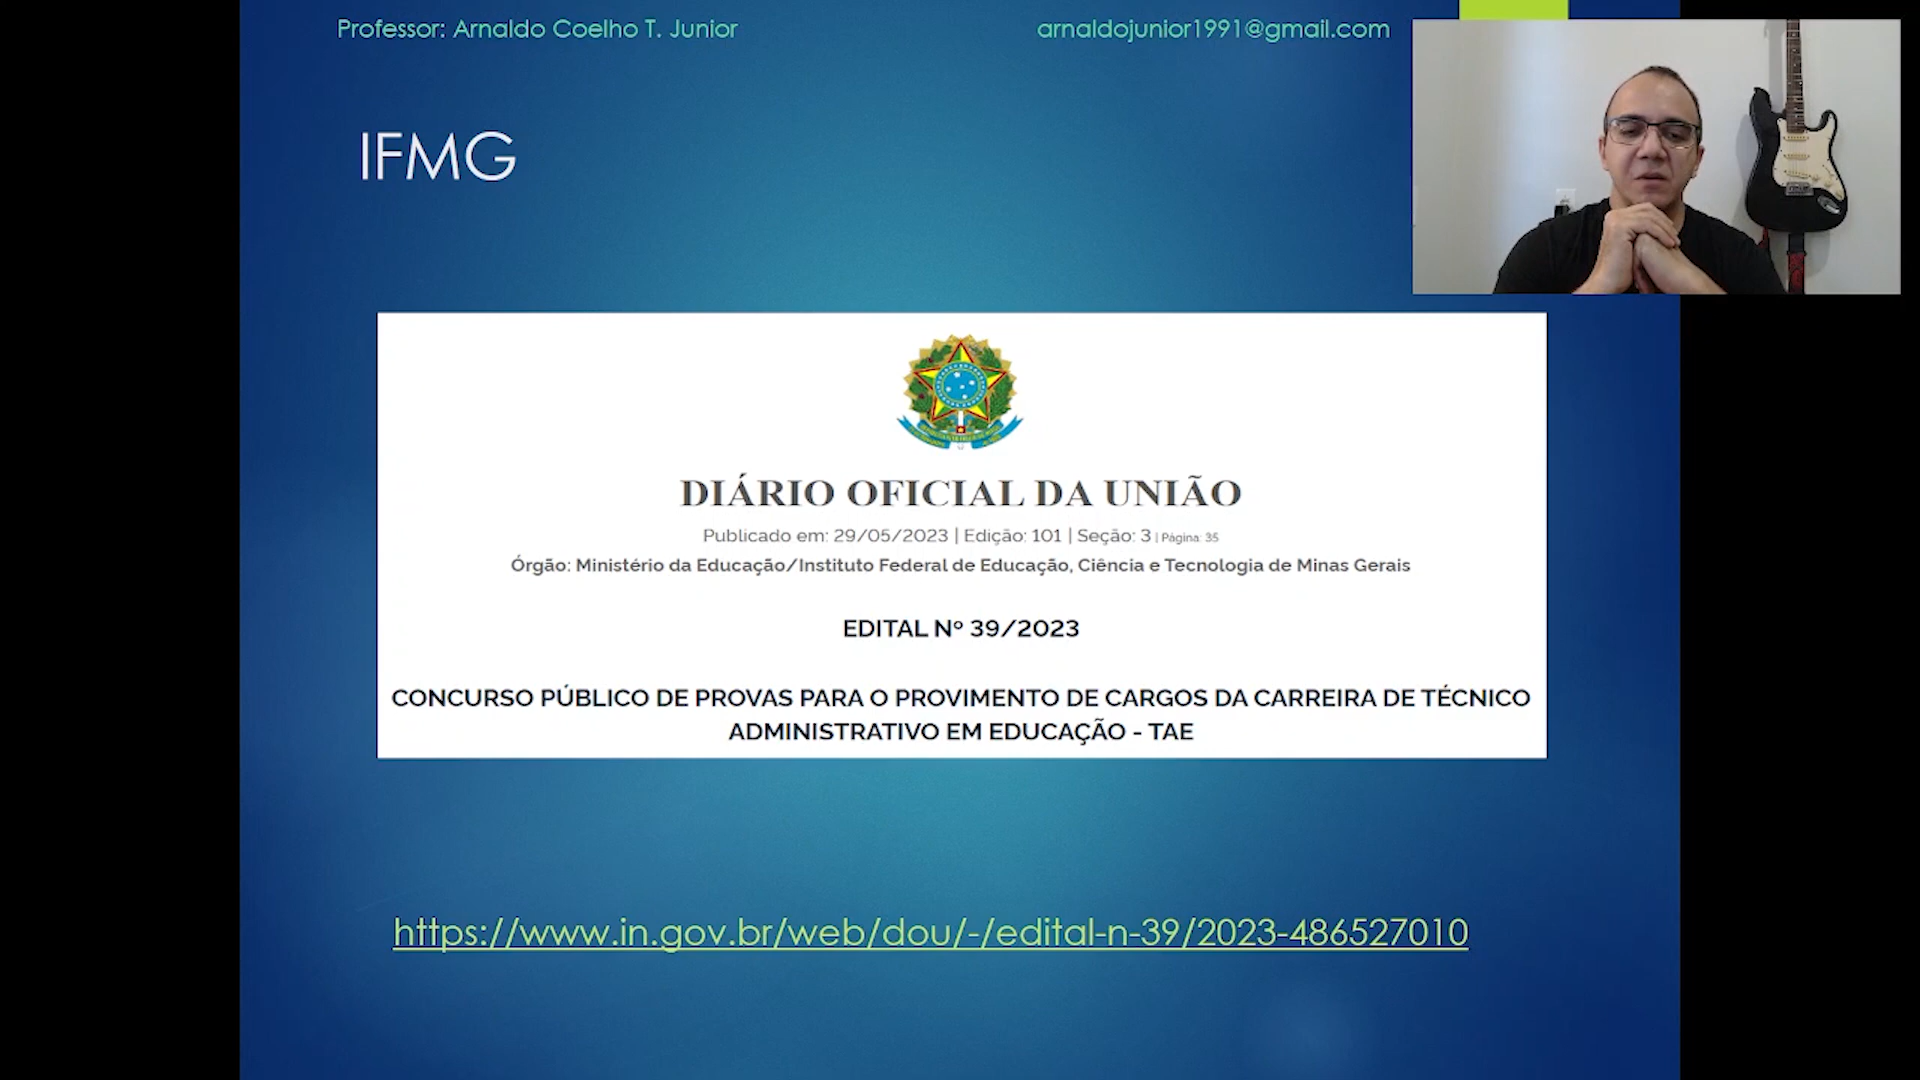 Professor: Arnaldo Coelho T. Junior
arnaldojunior1991@gmail.com
IFMG
DIÁRIO OFICIAL DA UNIÃO
Publicado em: 29/05/2023 | Edição: 101 | Seção: 3 | Página: 35
Órgão: Ministério da Educação/Instituto Federal de Educação, Ciência e Tecnologia de Minas Gerais
EDITAL Nº 39/2023
CONCURSO PÚBLICO DE PROVAS PARA O PROVIMENTO DE CARGOS DA CARREIRA DE TÉCNICO
ADMINISTRATIVO EM EDUCAÇÃO - TAE
https://www.in.gov.br/web/dou/-/edital-n-39/2023-486527010